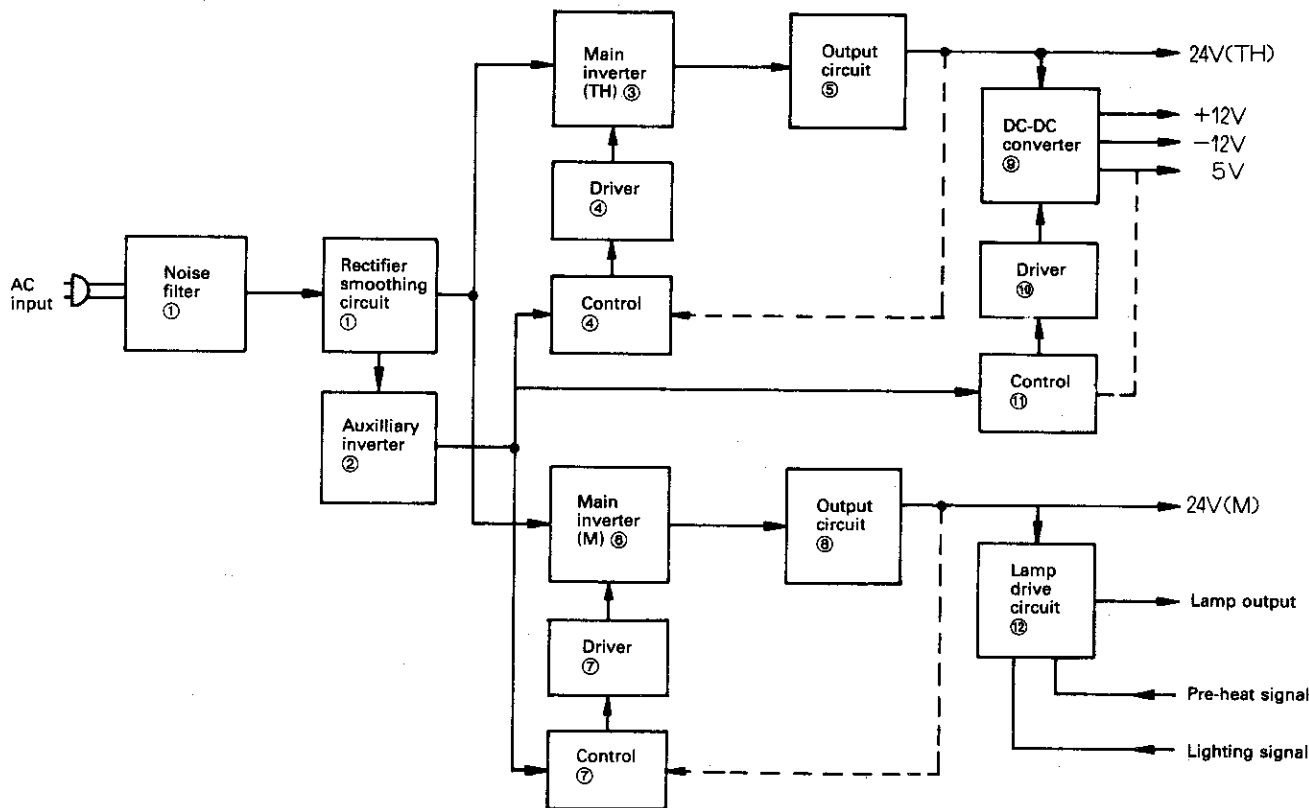 AC
input
Noise
filter
①
Rectifier
smoothing
circuit
①
Auxilliary
inverter
②
Main
inverter
(TH) ③
Driver
④
Control
④
Output
circuit
⑤
24V(TH)
DC-DC
converter
⑨
+12V
-12V
5V
Driver
⑩
Control
⑪
Main
inverter
(M) ⑥
Driver
⑦
Control
⑦
Output
circuit
⑧
24V(M)
Lamp
drive
circuit
⑫
Lamp output
Pre-heat signal
Lighting signal